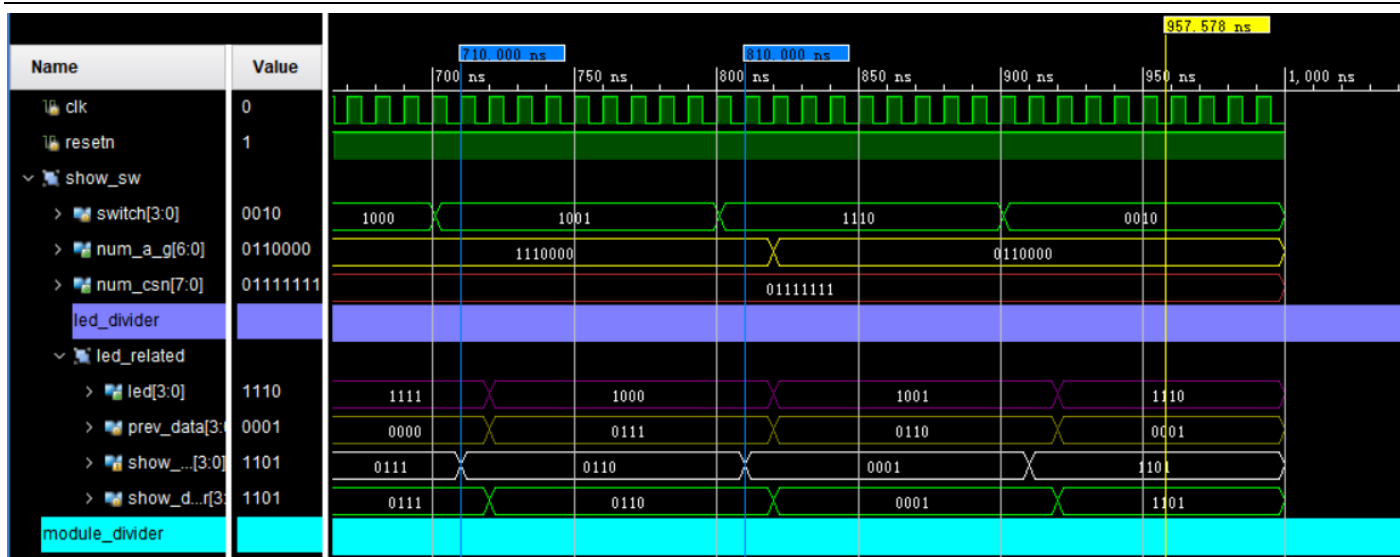 957.578 ns
710.000 ns 810.000 ns
Name Value 700 ns 750 ns 800 ns 850 ns 900 ns 950 ns 1,000 ns
clk 0
resetn 1
show_sw
switch[3:0] 0010 1000 1001 1110 0010
num_a_g[6:0] 0110000 1110000 0110000
num_csn[7:0] 01111111 01111111
led_divider
led_related
led[3:0] 1110 1111 1000 1001 1110
prev_data[3: 0001 0000 0111 0110 0001
show_...[3:0] 1101 0111 0110 0001 1101
show_d...r[3: 1101 0111 0110 0001 1101
module_divider